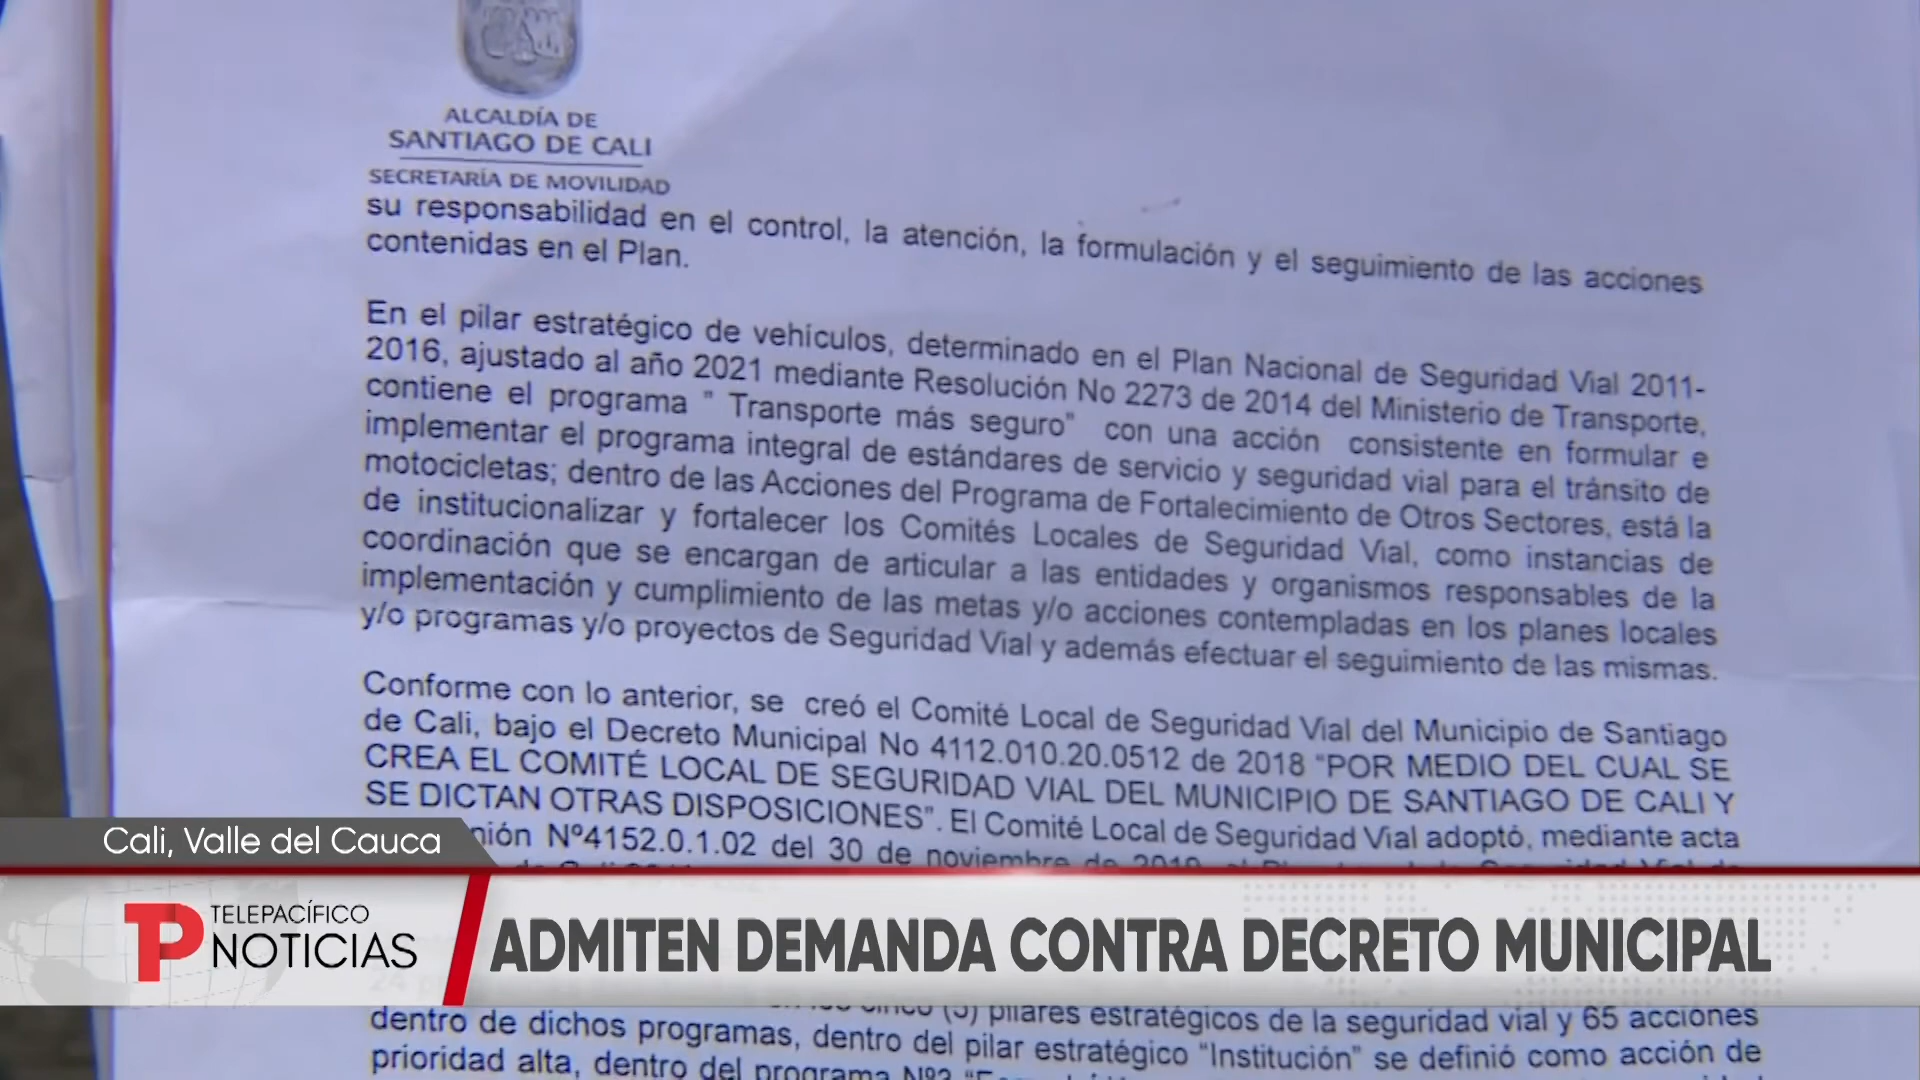 ALCALDÍA DE
SANTIAGO DE CALI
SECRETARÍA DE MOVILIDAD
su responsabilidad en el control, la atención, la formulación y el seguimiento de las acciones
contenidas en el Plan.
En el pilar estratégico de vehículos, determinado en el Plan Nacional de Seguridad Vial 2011-
2016, ajustado al año 2021 mediante Resolución No 2273 de 2014 del Ministerio de Transporte,
contiene el programa " Transporte más seguro" con una acción consistente en formular e
implementar el programa integral de estándares de servicio y seguridad vial para el tránsito de
motocicletas; dentro de las Acciones del Programa de Fortalecimiento de Otros Sectores, está la
de institucionalizar y fortalecer los Comités Locales de Seguridad Vial, como instancias de
coordinación que se encargan de articular a las entidades y organismos responsables de la
implementación y cumplimiento de las metas y/o acciones contempladas en los planes locales
y/o programas y/o proyectos de Seguridad Vial y además efectuar el seguimiento de las mismas.
Conforme con lo anterior, se creó el Comité Local de Seguridad Vial del Municipio de Santiago
de Cali, bajo el Decreto Municipal No 4112.010.20.0512 de 2018 "POR MEDIO DEL CUAL SE
CREA EL COMITÉ LOCAL DE SEGURIDAD VIAL DEL MUNICIPIO DE SANTIAGO DE CALI Y
SE DICTAN OTRAS DISPOSICIONES". El Comité Local de Seguridad Vial adoptó, mediante acta
Nº4152.0.1.02 del 30 de noviembre de
Cali, Valle del Cauca
TELEPACÍFICO
NOTICIAS
ADMITEN DEMANDA CONTRA DECRETO MUNICIPAL
cinco (5) pilares estratégicos de la seguridad vial y 65 acciones
dentro de dichos programas, dentro del pilar estratégico "Institución" se definió como acción de
prioridad alta, dentro del programa